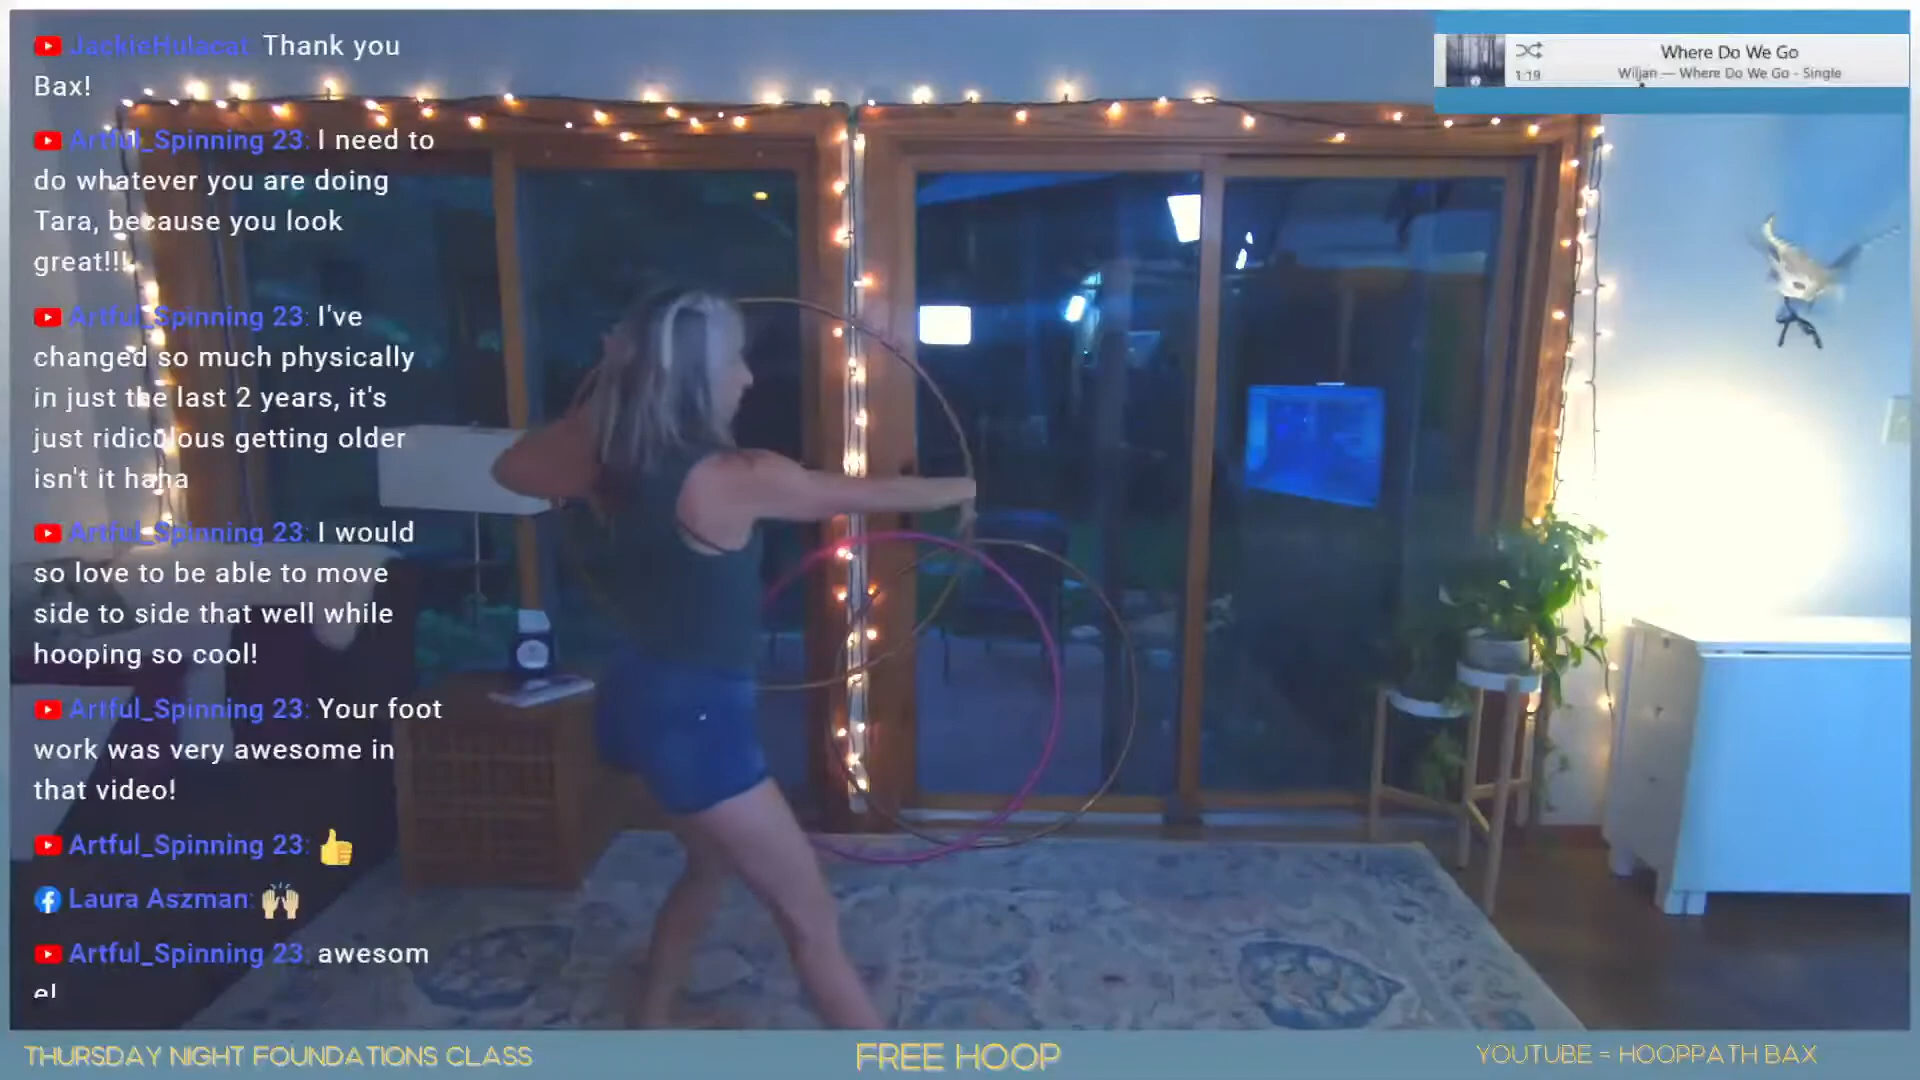 JackieHulacat: Thank you
Bax!
Artful_Spinning 23: I need to
do whatever you are doing
Tara, because you look
great!!!
Artful_Spinning 23: I've
changed so much physically
in just the last 2 years, it's
just ridiculous getting older
isn't it haha
Artful_Spinning 23: I would
so love to be able to move
side to side that well while
hooping so cool!
Artful_Spinning 23: Your foot
work was very awesome in
that video!
Artful_Spinning 23: 👍
Laura Aszman: 🙌🏼
Artful_Spinning 23: awesom
e!
Where Do We Go
1:19
Wiljan — Where Do We Go - Single
THURSDAY NIGHT FOUNDATIONS CLASS
FREE HOOP
YOUTUBE = HOOPPATH BAX